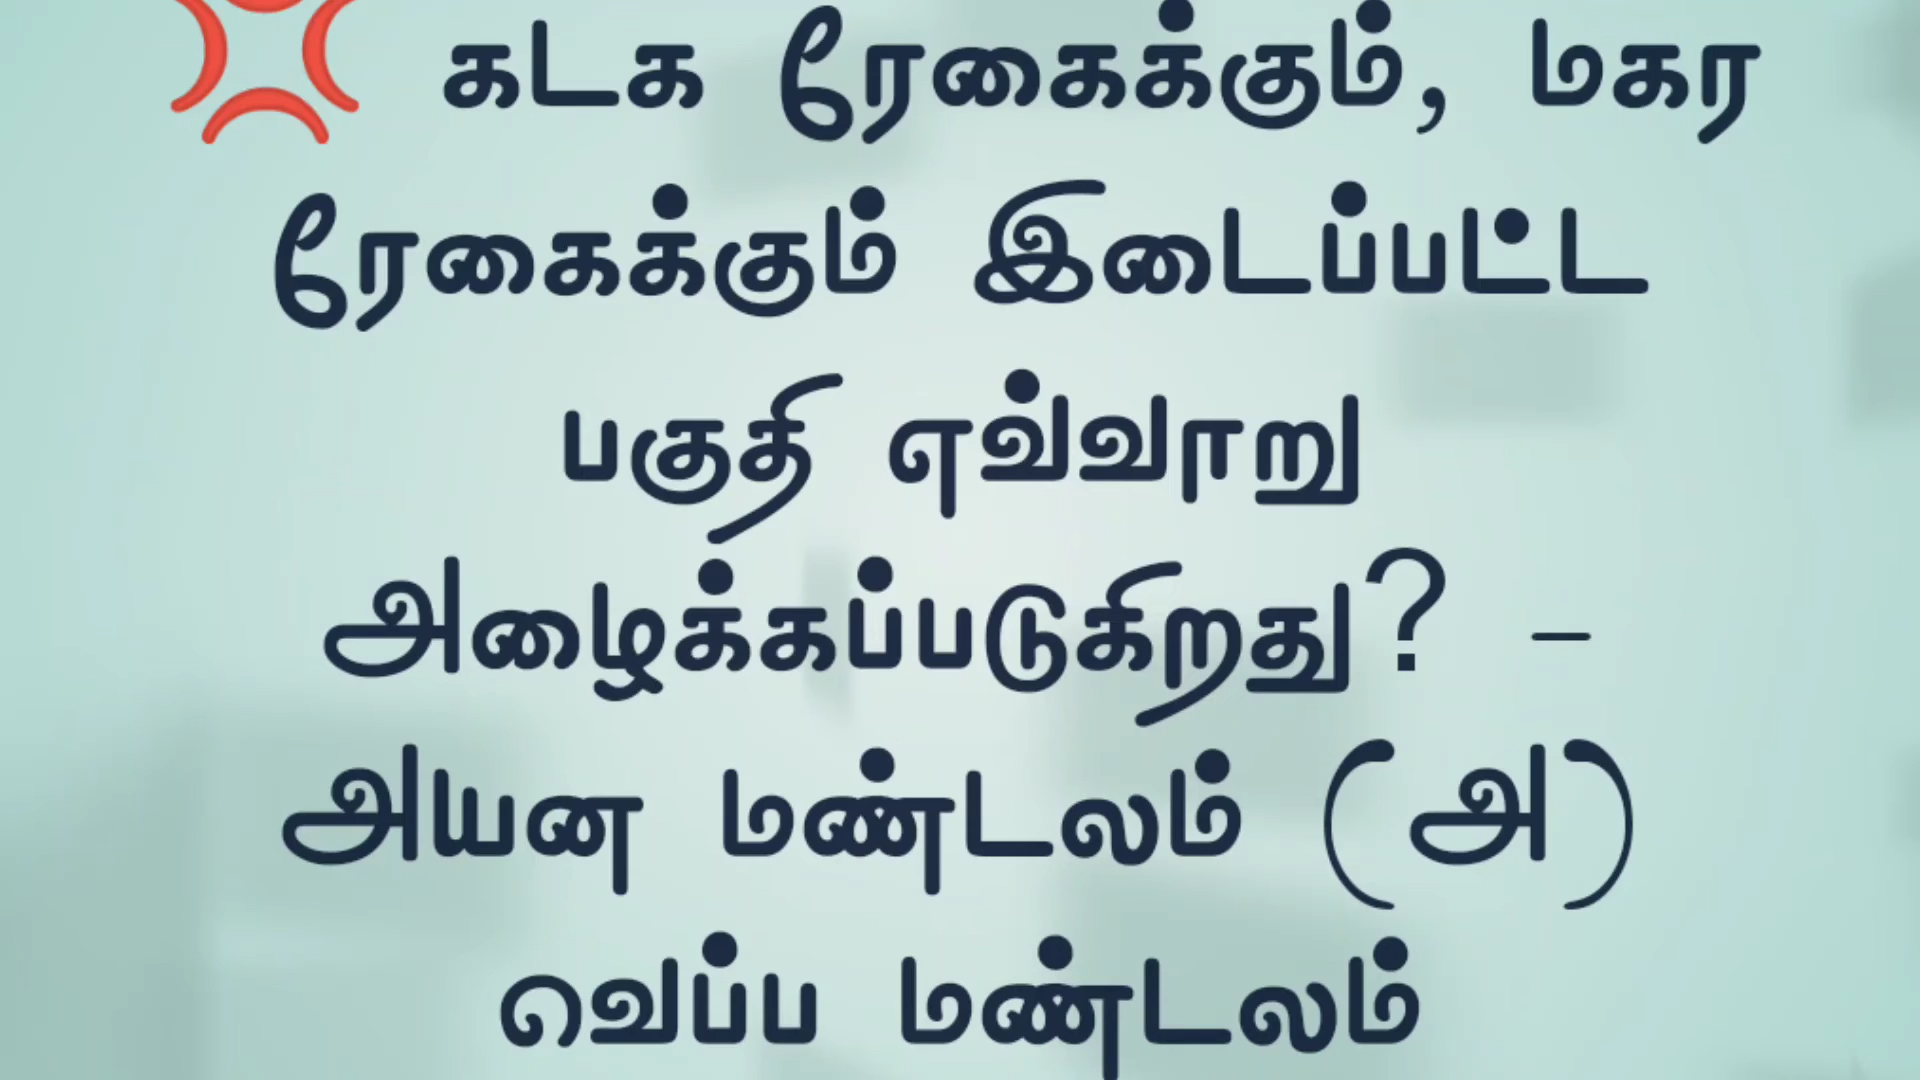 கடக ரேகைக்கும், மகர
ரேகைக்கும் இடைப்பட்ட
பகுதி எவ்வாறு
அழைக்கப்படுகிறது? -
அயன மண்டலம் (அ)
வெப்ப மண்டலம்